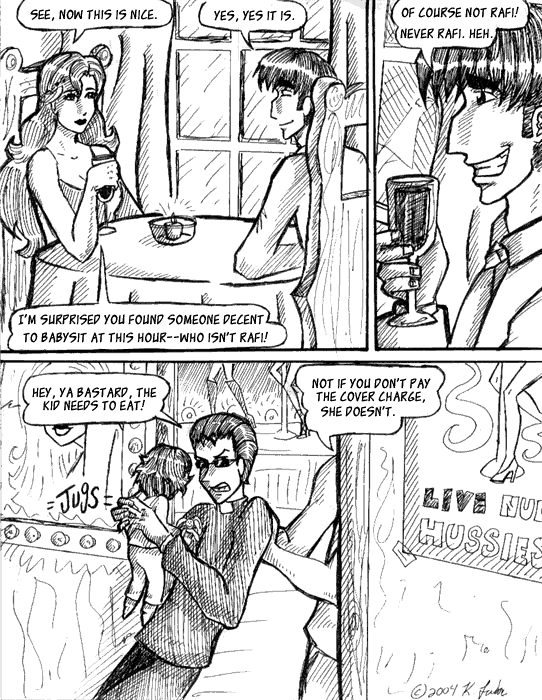 SEE, NOW THIS IS NICE.
YES, YES IT IS.
I'M SURPRISED YOU FOUND SOMEONE DECENT
TO BABYSIT AT THIS HOUR--WHO ISN'T RAFI!
OF COURSE NOT RAFI!
NEVER RAFI. HEH.
HEY, YA BASTARD, THE
KID NEEDS TO EAT!
NOT IF YOU DON'T PAY
THE COVER CHARGE,
SHE DOESN'T.
=JUGS=
LIVE NU
HUSSIES
©2004 K.